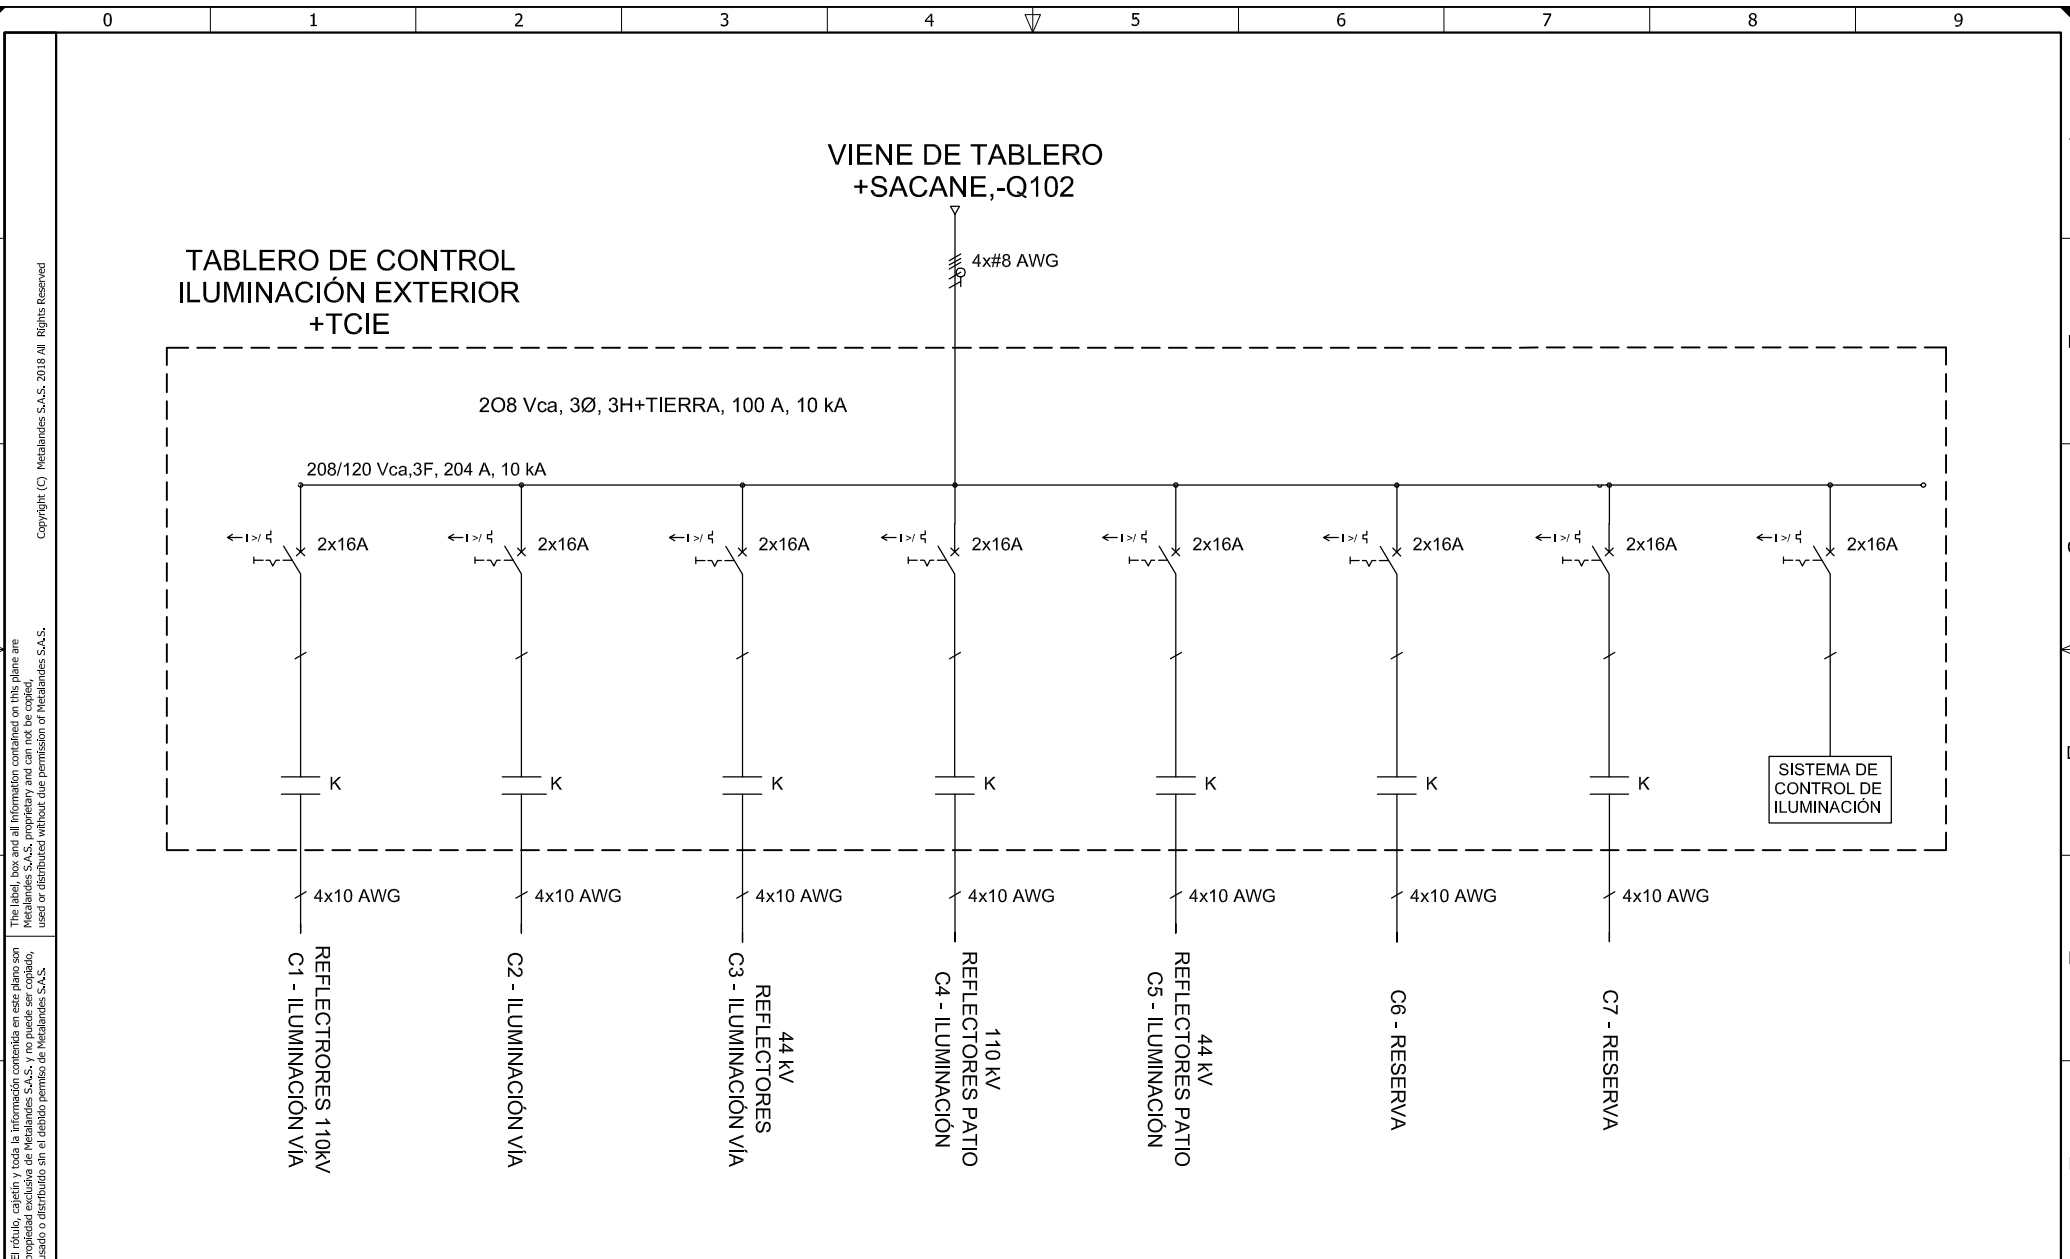 0 1 2 3 4 5 6 7 8 9
VIENE DE TABLERO
+SACANE,-Q102
4x#8 AWG
TABLERO DE CONTROL
ILUMINACIÓN EXTERIOR
+TCIE
2O8 Vca, 3Ø, 3H+TIERRA, 100 A, 10 kA
208/120 Vca,3F, 204 A, 10 kA
2x16A 2x16A 2x16A 2x16A 2x16A 2x16A 2x16A 2x16A
K K K K K K K
SISTEMA DE
CONTROL DE
ILUMINACIÓN
4x10 AWG 4x10 AWG 4x10 AWG 4x10 AWG 4x10 AWG 4x10 AWG 4x10 AWG
REFLECTRORES 110kV
C1 - ILUMINACIÓN VÍA
C2 - ILUMINACIÓN VÍA
44 kV
REFLECTORES
C3 - ILUMINACIÓN VÍA
110 kV
REFLECTORES PATIO
C4 - ILUMINACIÓN
44 kV
REFLECTORES PATIO
C5 - ILUMINACIÓN
C6 - RESERVA
C7 - RESERVA
Copyright (C) Metalandes S.A.S. 2018 All Rights Reserved
The label, box and all information contained on this plane are
Metalandes S.A.S. proprietary and can not be copied,
used or distributed without due permission of Metalandes S.A.S.
El rótulo, cajetín y toda la información contenida en este plano son
propiedad exclusiva de Metalandes S.A.S. y no puede ser copiado,
usado o distribuido sin el debido permiso de Metalandes S.A.S.